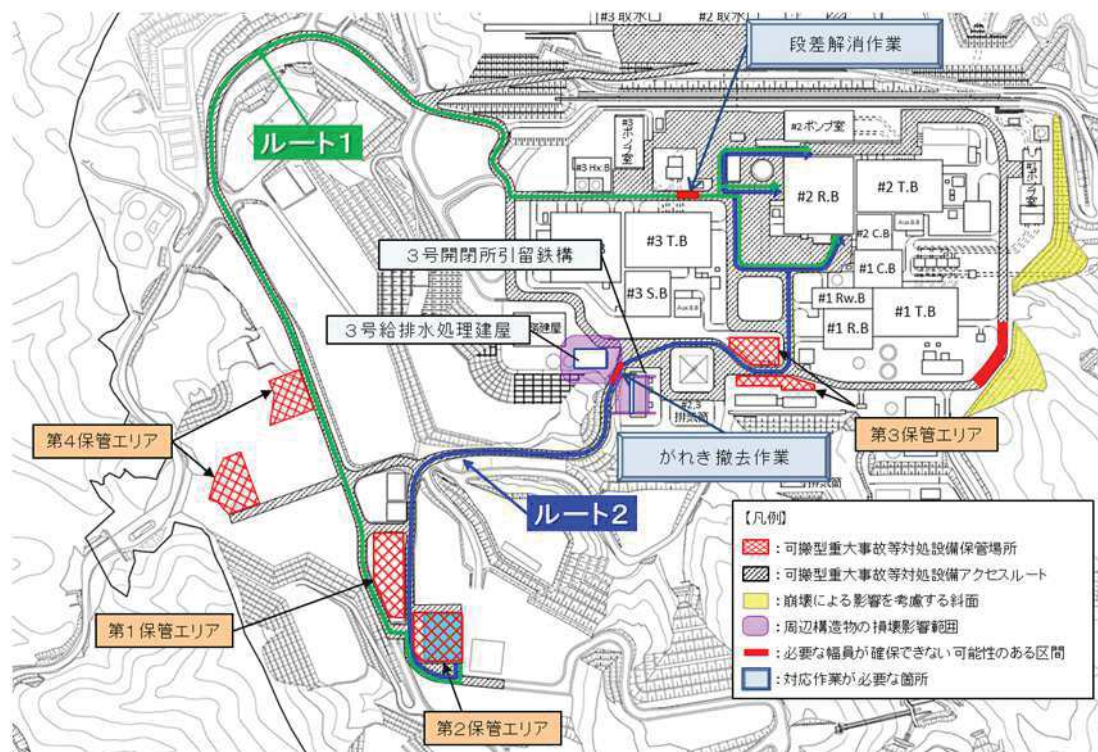 #3 取水口
#2 取水口
段差解消作業
ルート1
#3 ポンプ室
#2 ポンプ室
#3 Hx.B
#2 R.B
#2 T.B
#2 C.B
#1 C.B
3号開閉所引留鉄構
#3 T.B
#3 S.B
#1 Rw.B
#1 R.B
#1 T.B
3号給排水処理建屋
第4保管エリア
排気筒
第3保管エリア
がれき撤去作業
ルート2
【凡例】
:可搬型重大事故等対処設備保管場所
:可搬型重大事故等対処設備アクセスルート
:崩壊による影響を考慮する斜面
:周辺構造物の損壊影響範囲
:必要な幅員が確保できない可能性のある区間
:対応作業が必要な箇所
第1保管エリア
第2保管エリア